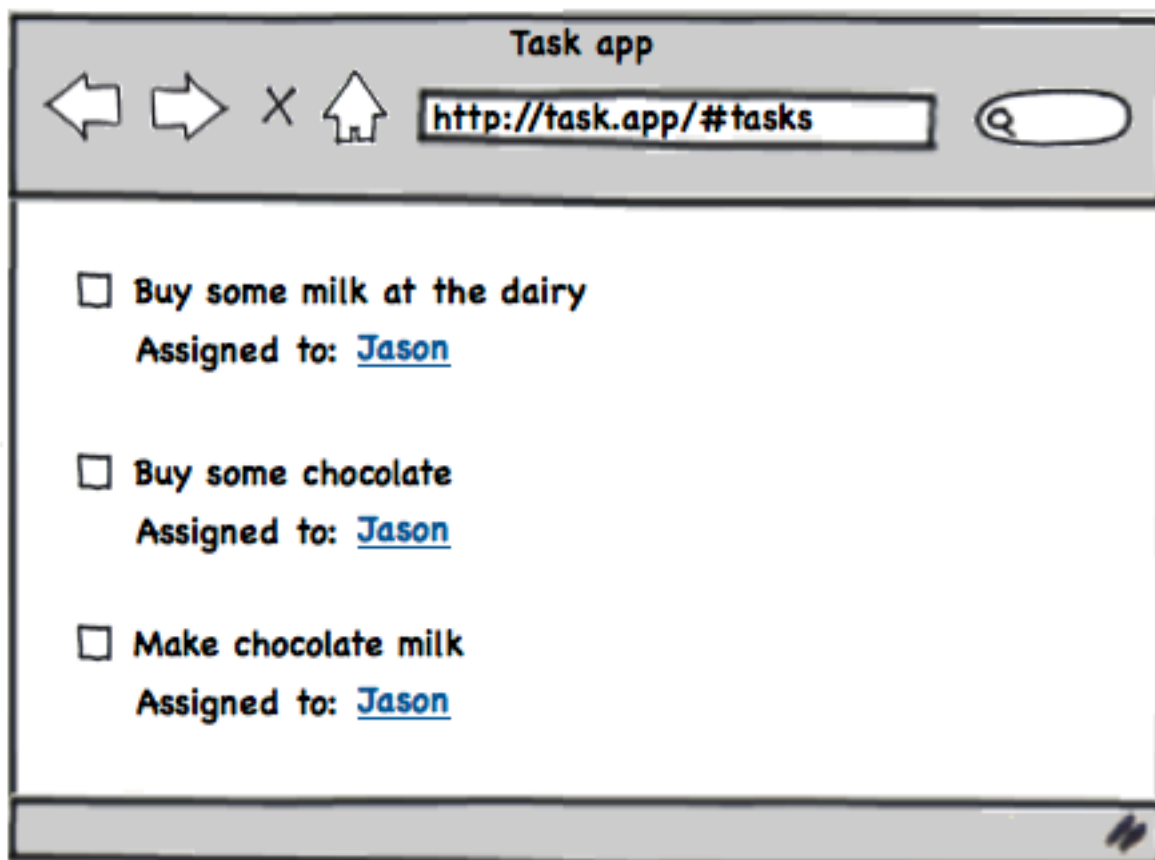 Task app
http://task.app/#tasks
Buy some milk at the dairy
Assigned to: Jason
Buy some chocolate
Assigned to: Jason
Make chocolate milk
Assigned to: Jason